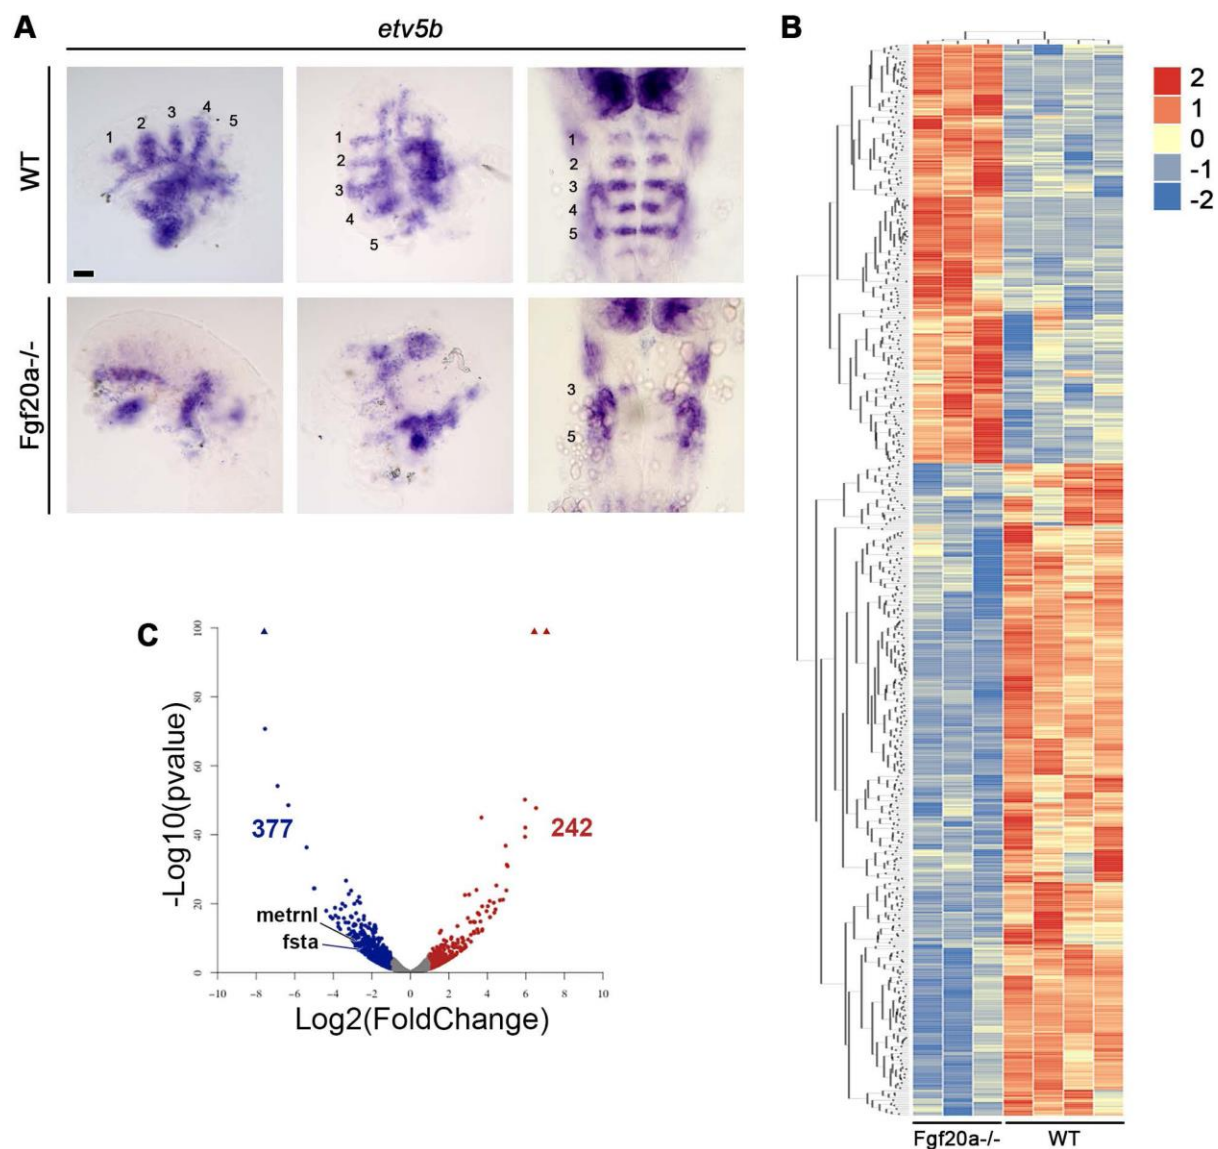 A
etv5b
WT
1 2 3 4 5
1
2
3
4
5
1
2
3
4
5
Fgf20a-/-
3
5
B
2
1
0
-1
-2
Fgf20a-/- WT
C
100
80
60
40
20
0
-Log10(pvalue)
377
242
metrnl
fsta
−10 −8 −6 −4 −2 0 2 4 6 8 10
Log2(FoldChange)